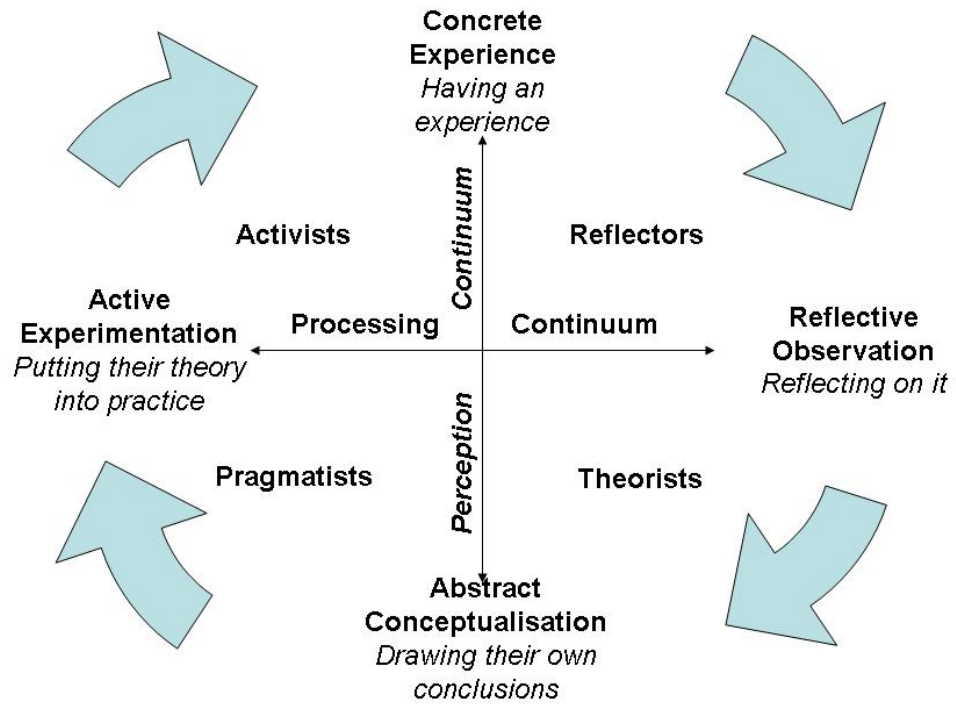 Concrete
Experience
Having an
experience
Continuum
Activists
Reflectors
Active
Experimentation
Putting their theory
into practice
Processing
Continuum
Reflective
Observation
Reflecting on it
Perception
Pragmatists
Theorists
Abstract
Conceptualisation
Drawing their own
conclusions